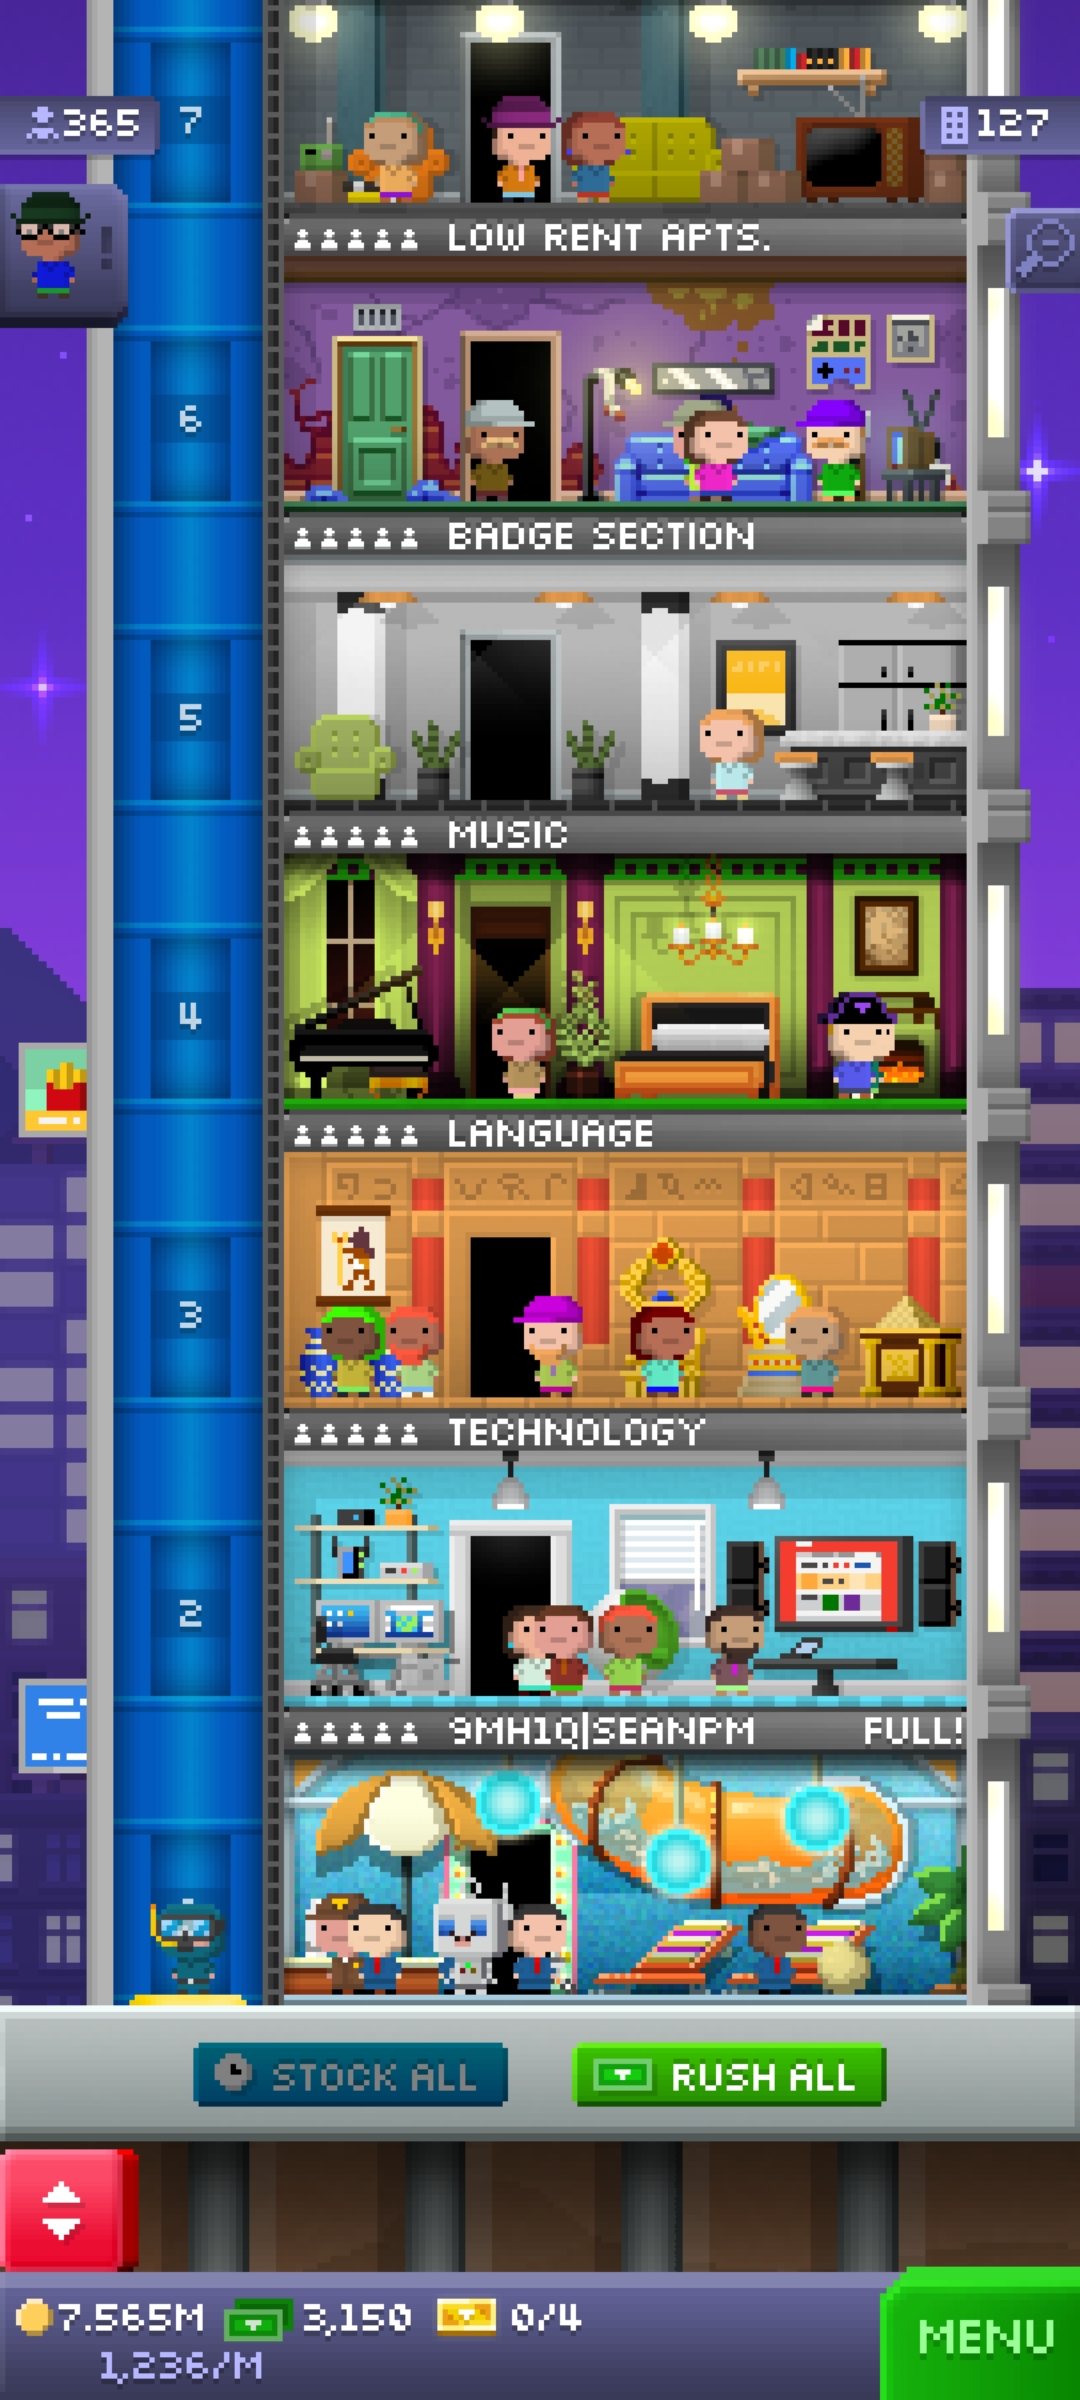 365
7
127
LOW RENT APTS.
6
BADGE SECTION
5
MUSIC
4
LANGUAGE
3
TECHNOLOGY
2
9MH1Q|SEANPM FULL!
STOCK ALL
RUSH ALL
7.565M 3,150 0/4
1,236/M
MENU